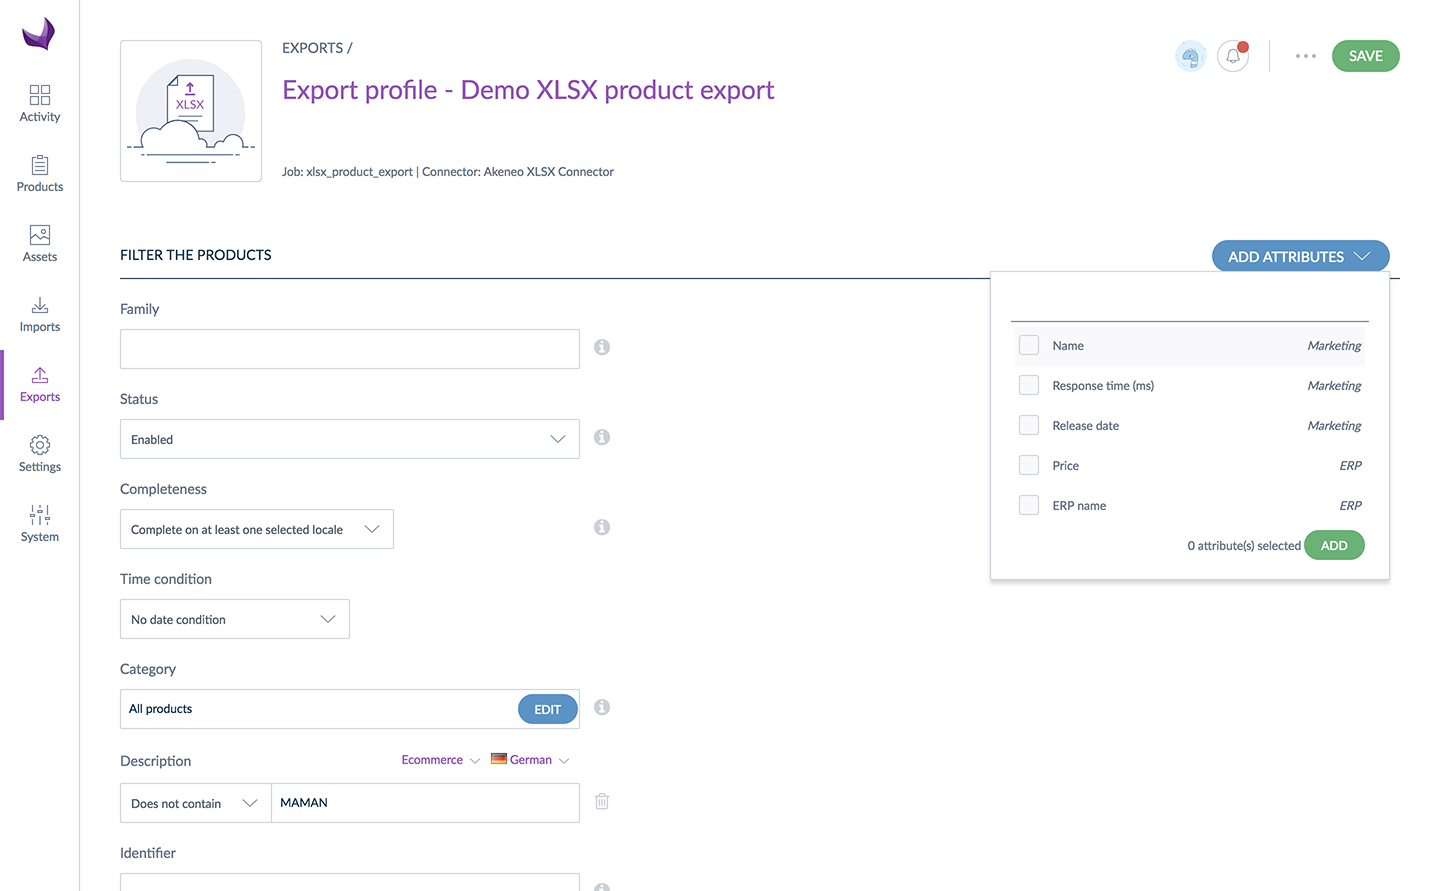 Activity
Products
Assets
Imports
Exports
Settings
System
XLSX
EXPORTS /
Export profile - Demo XLSX product export
Job: xlsx_product_export | Connector: Akeneo XLSX Connector
SAVE
FILTER THE PRODUCTS
ADD ATTRIBUTES
Name Marketing
Response time (ms) Marketing
Release date Marketing
Price ERP
ERP name ERP
0 attribute(s) selected ADD
Family
Status
Enabled
Completeness
Complete on at least one selected locale
Time condition
No date condition
Category
All products EDIT
Description Ecommerce German
Does not contain MAMAN
Identifier